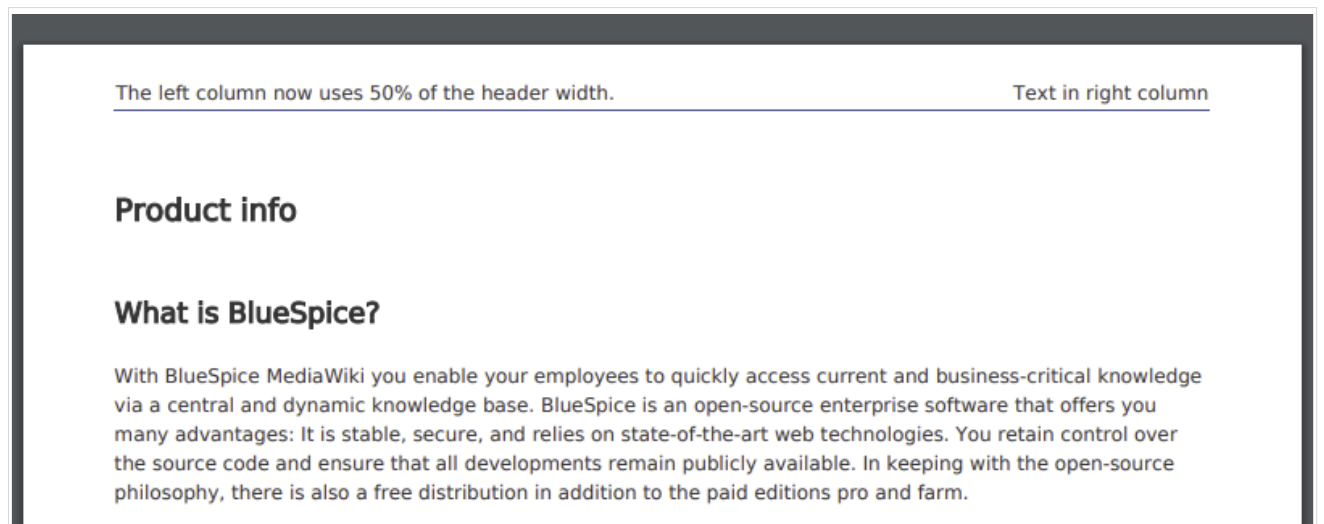 The left column now uses 50% of the header width. Text in right column
Product info
What is BlueSpice?
With BlueSpice MediaWiki you enable your employees to quickly access current and business-critical knowledge
via a central and dynamic knowledge base. BlueSpice is an open-source enterprise software that offers you
many advantages: It is stable, secure, and relies on state-of-the-art web technologies. You retain control over
the source code and ensure that all developments remain publicly available. In keeping with the open-source
philosophy, there is also a free distribution in addition to the paid editions pro and farm.